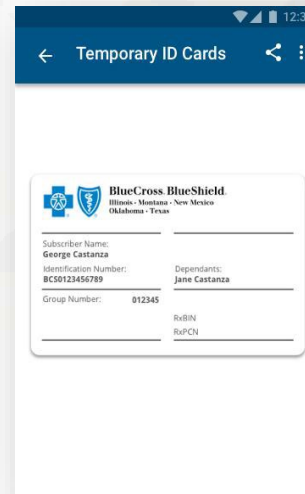 12:3
Temporary ID Cards
BlueCross BlueShield
Illinois · Montana · New Mexico
Oklahoma · Texas
Subscriber Name:
George Castanza
Identification Number:
BCS0123456789
Dependants:
Jane Castanza
Group Number: 012345
RxBIN
RxPCN